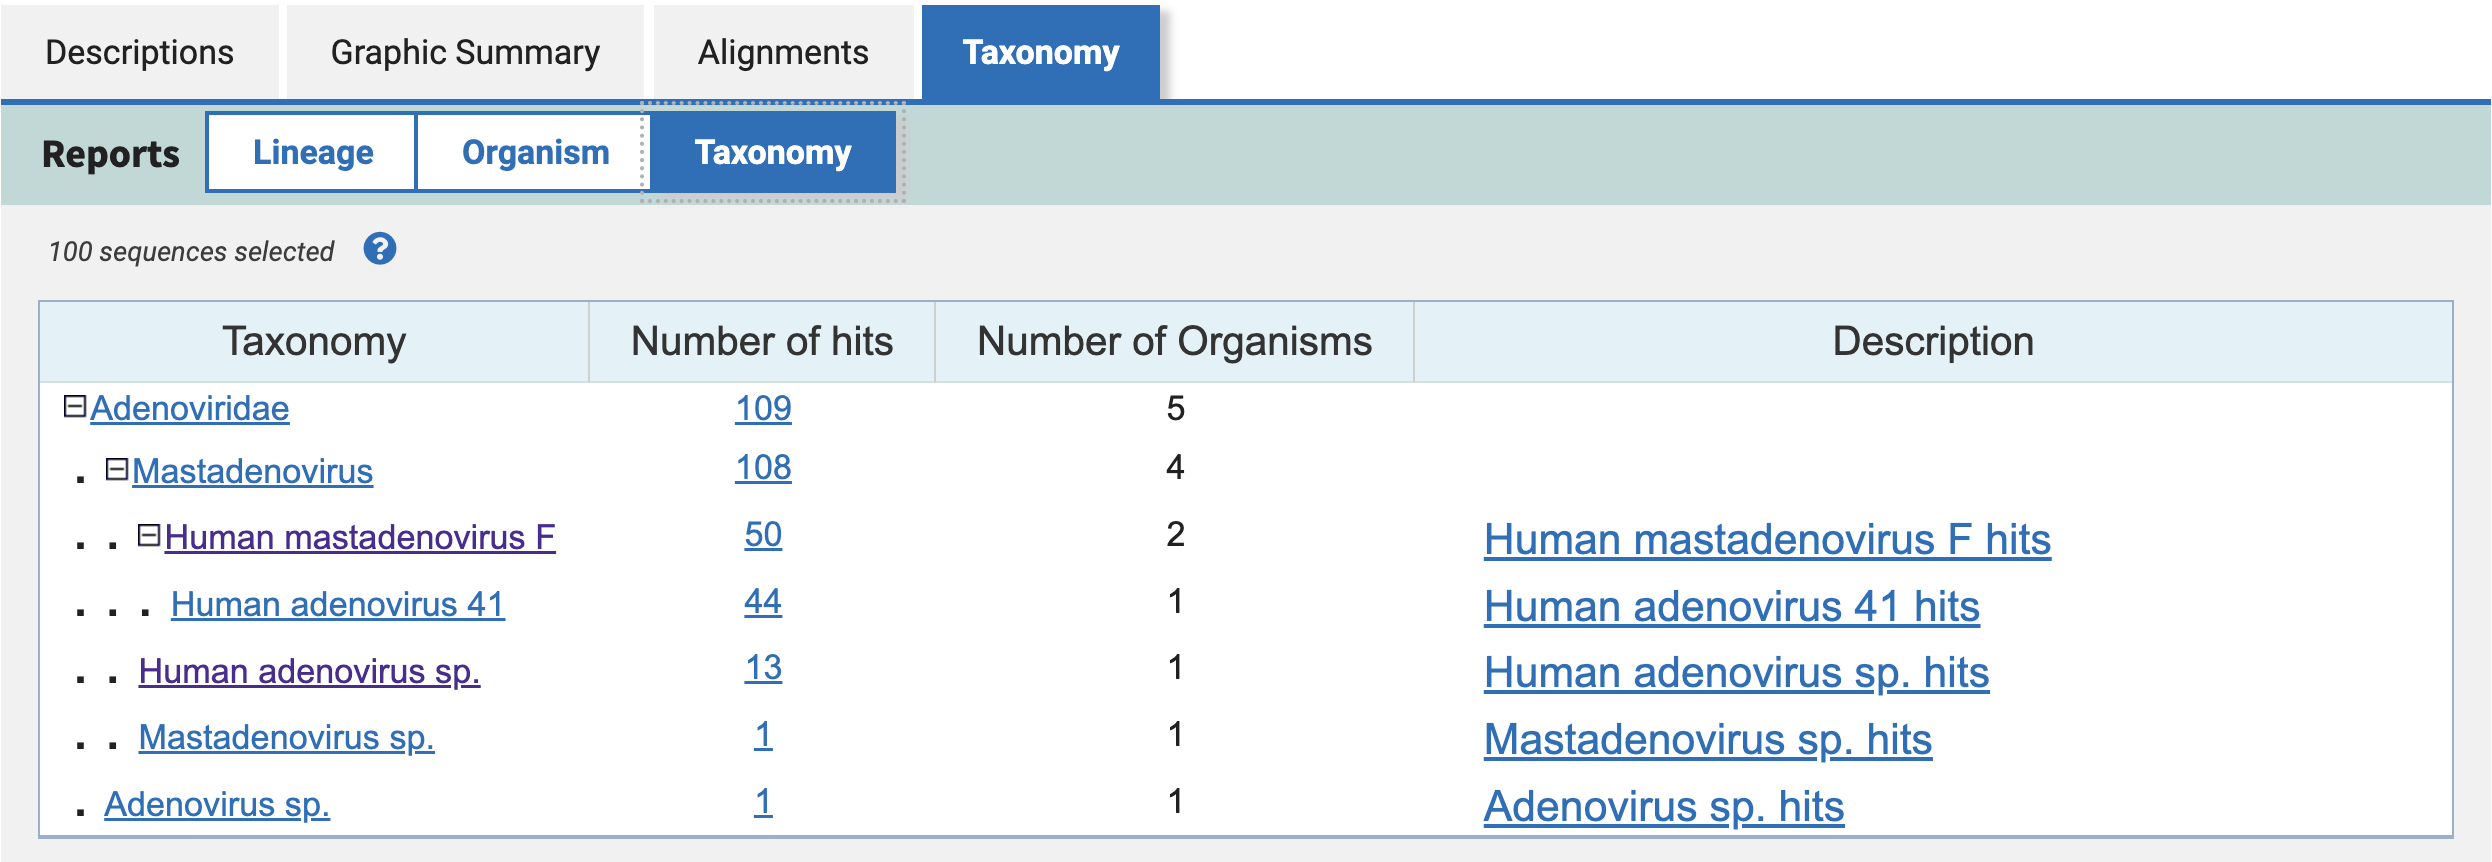 Descriptions Graphic Summary Alignments Taxonomy
Reports Lineage Organism Taxonomy
100 sequences selected ?
Taxonomy Number of hits Number of Organisms Description
Adenoviridae 109 5
. Mastadenovirus 108 4
. . Human mastadenovirus F 50 2 Human mastadenovirus F hits
. . . Human adenovirus 41 44 1 Human adenovirus 41 hits
. . Human adenovirus sp. 13 1 Human adenovirus sp. hits
. . Mastadenovirus sp. 1 1 Mastadenovirus sp. hits
. Adenovirus sp. 1 1 Adenovirus sp. hits